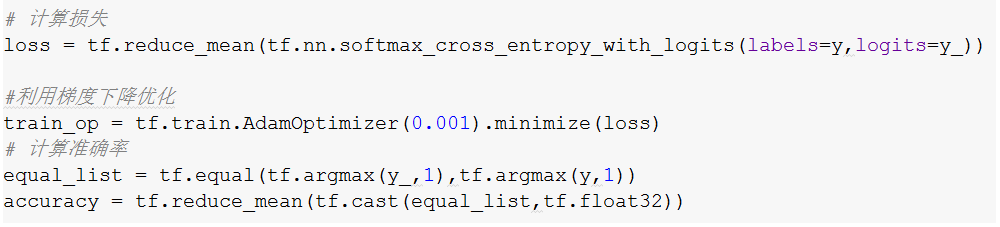 # 计算损失
loss = tf.reduce_mean(tf.nn.softmax_cross_entropy_with_logits(labels=y,logits=y_))
#利用梯度下降优化
train_op = tf.train.AdamOptimizer(0.001).minimize(loss)
# 计算准确率
equal_list = tf.equal(tf.argmax(y_,1),tf.argmax(y,1))
accuracy = tf.reduce_mean(tf.cast(equal_list,tf.float32))